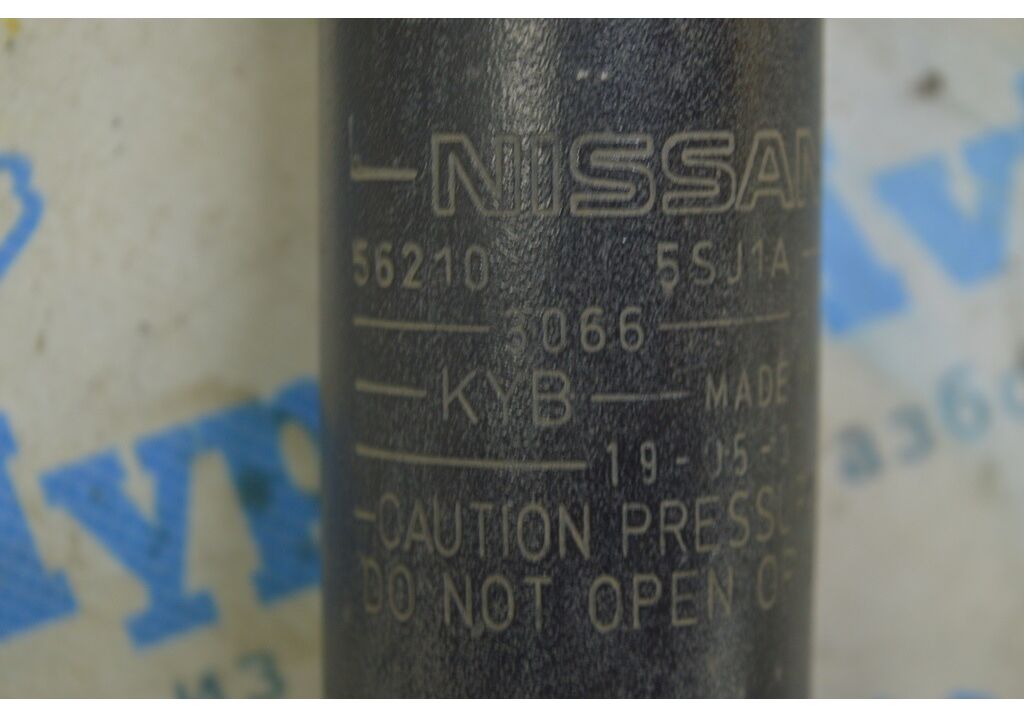 NISSAN
56210 5SJ1A -
3066
KYB MADE
19-05-
-CAUTION
DO NOT OPEN